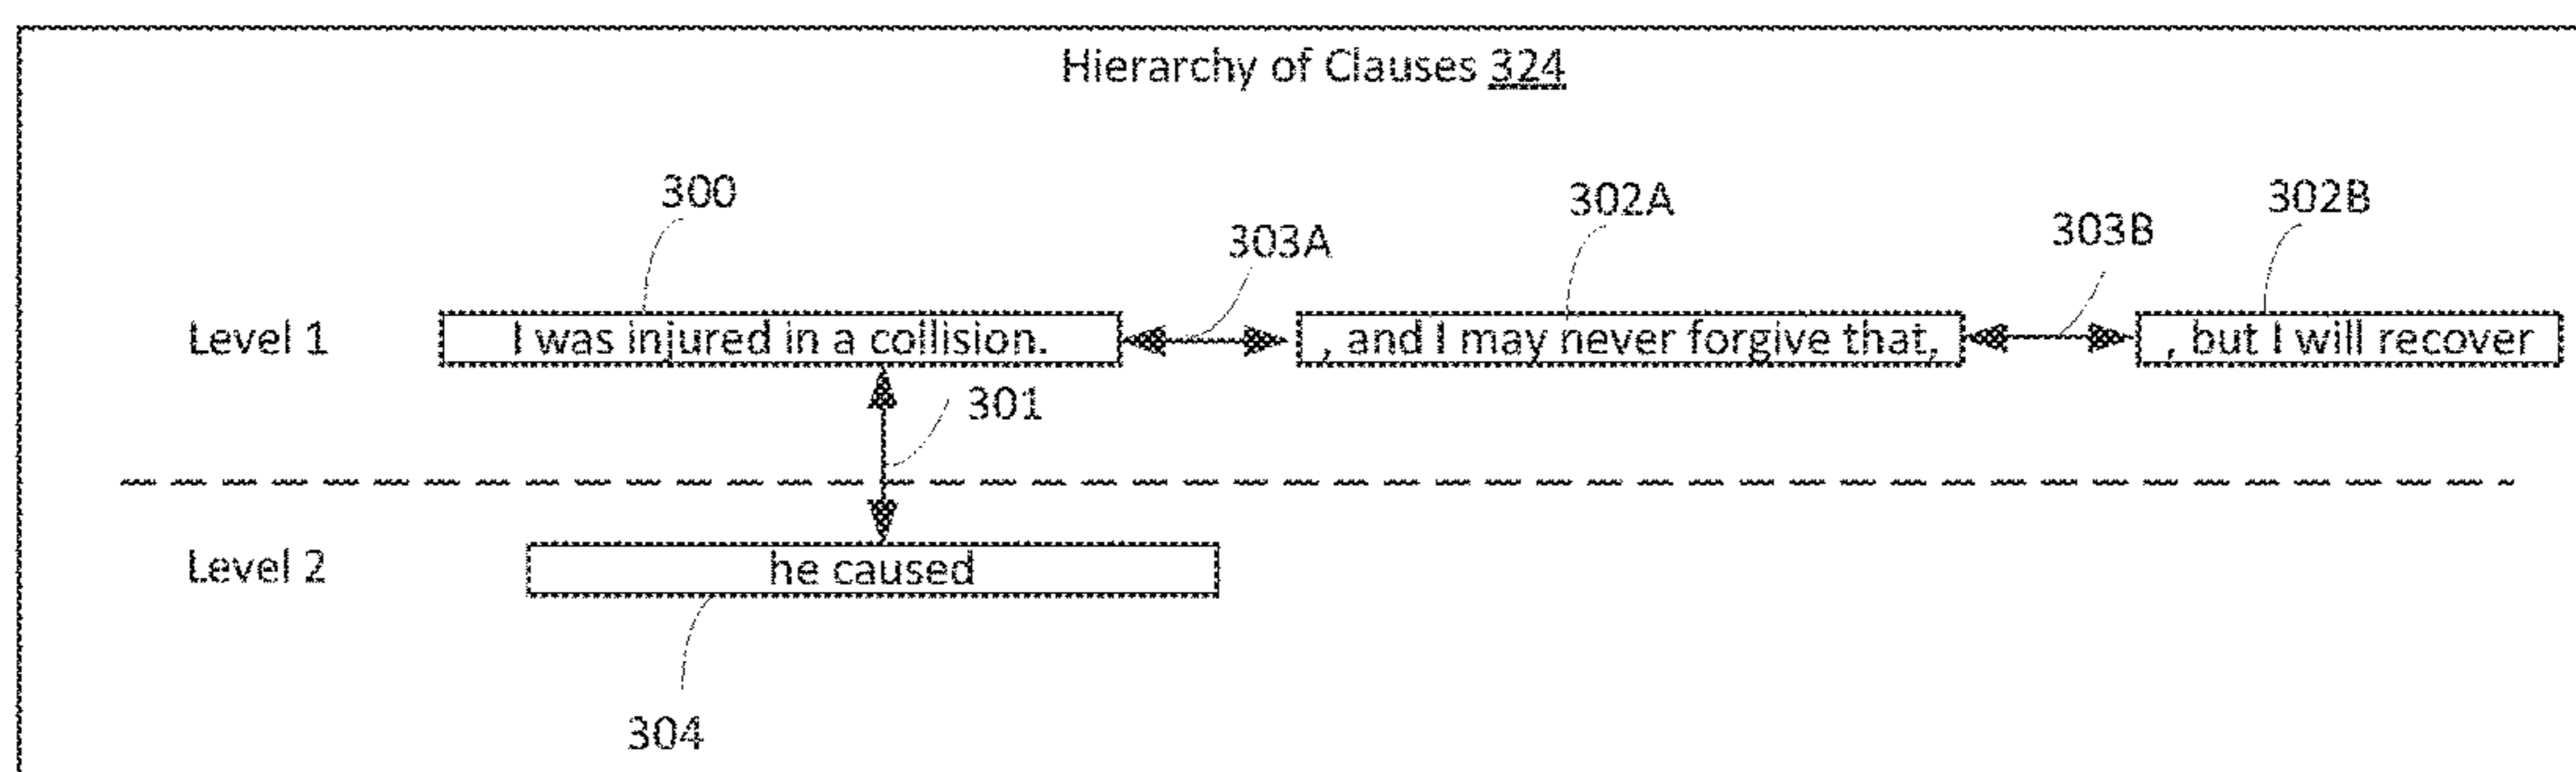 Hierarchy of Clauses 324
300
303A
302A
303B
302B
Level 1
I was injured in a collision.
, and I may never forgive that,
, but I will recover
301
Level 2
he caused
304